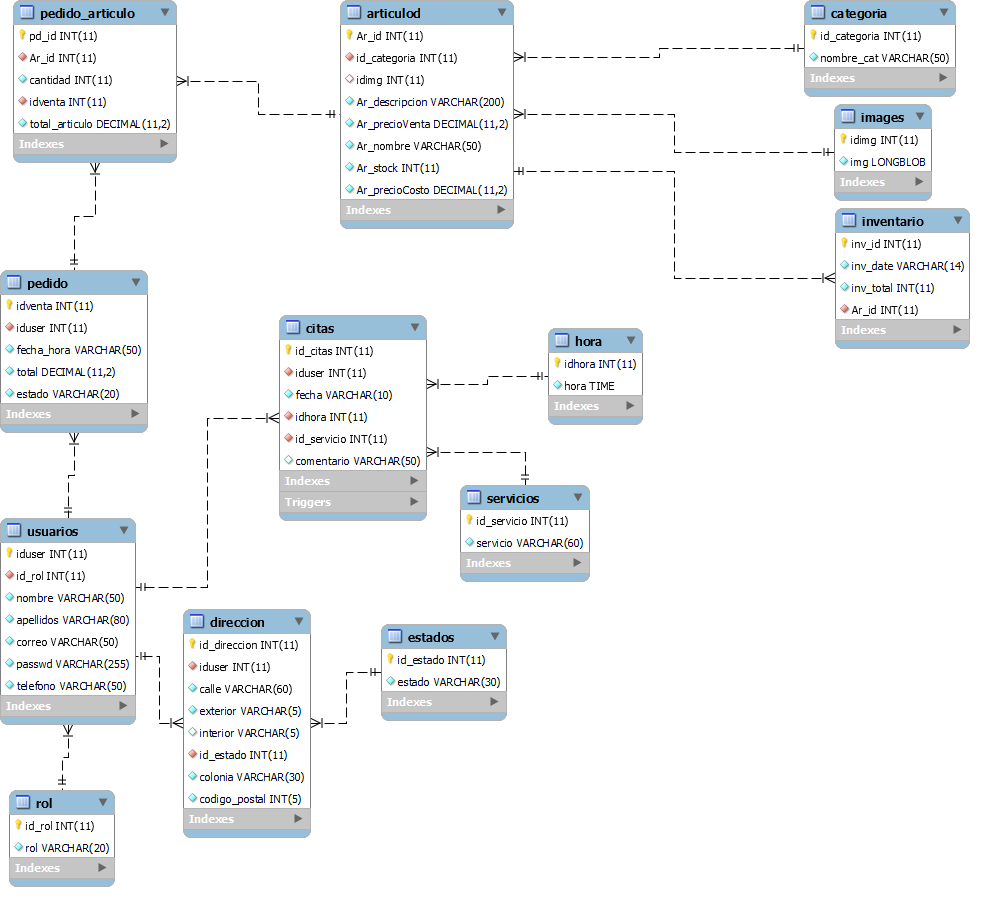 pedido_articulo
pd_id INT(11)
Ar_id INT(11)
cantidad INT(11)
idventa INT(11)
total_articulo DECIMAL(11,2)
Indexes
articulod
Ar_id INT(11)
id_categoria INT(11)
idimg INT(11)
Ar_descripcion VARCHAR(200)
Ar_precioVenta DECIMAL(11,2)
Ar_nombre VARCHAR(50)
Ar_stock INT(11)
Ar_precioCosto DECIMAL(11,2)
Indexes
categoria
id_categoria INT(11)
nombre_cat VARCHAR(50)
Indexes
images
idimg INT(11)
img LONGBLOB
Indexes
inventario
inv_id INT(11)
inv_date VARCHAR(14)
inv_total INT(11)
Ar_id INT(11)
Indexes
pedido
idventa INT(11)
iduser INT(11)
fecha_hora VARCHAR(50)
total DECIMAL(11,2)
estado VARCHAR(20)
Indexes
citas
id_citas INT(11)
iduser INT(11)
fecha VARCHAR(10)
idhora INT(11)
id_servicio INT(11)
comentario VARCHAR(50)
Indexes
Triggers
hora
idhora INT(11)
hora TIME
Indexes
servicios
id_servicio INT(11)
servicio VARCHAR(60)
Indexes
usuarios
iduser INT(11)
id_rol INT(11)
nombre VARCHAR(50)
apellidos VARCHAR(80)
correo VARCHAR(50)
passwd VARCHAR(255)
telefono VARCHAR(50)
Indexes
direccion
id_direccion INT(11)
iduser INT(11)
calle VARCHAR(60)
exterior VARCHAR(5)
interior VARCHAR(5)
id_estado INT(11)
colonia VARCHAR(30)
codigo_postal INT(5)
Indexes
estados
id_estado INT(11)
estado VARCHAR(30)
Indexes
rol
id_rol INT(11)
rol VARCHAR(20)
Indexes